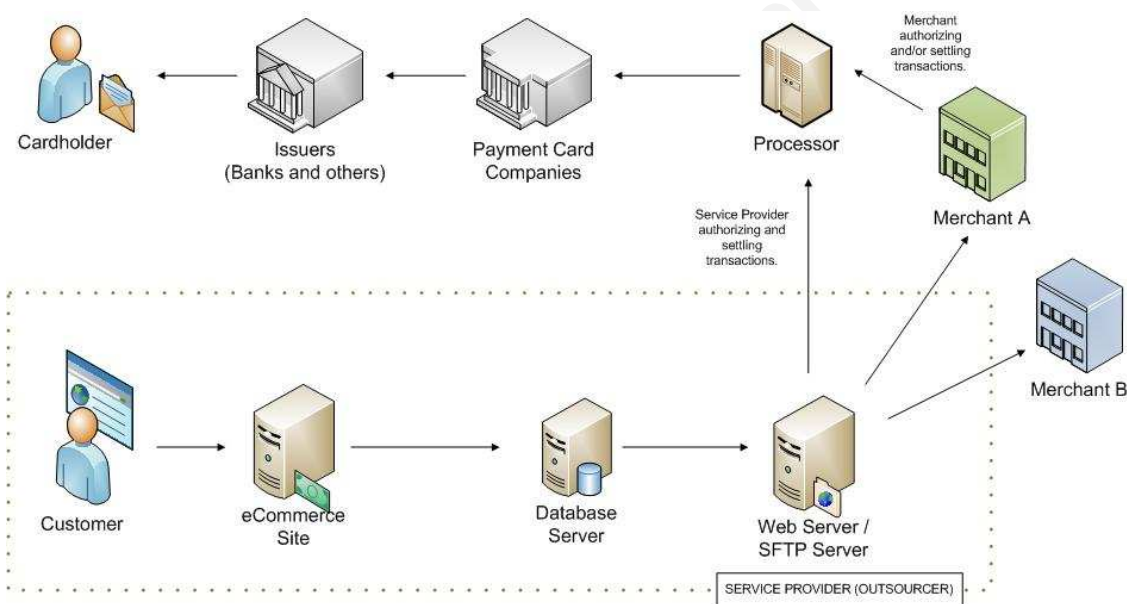 Merchant
authorizing
and/or settling
transactions.
Cardholder
Issuers
(Banks and others)
Payment Card
Companies
Processor
Merchant A
Service Provider
authorizing and
settling
transactions.
Merchant B
Customer
eCommerce
Site
Database
Server
Web Server /
SFTP Server
SERVICE PROVIDER (OUTSOURCER)